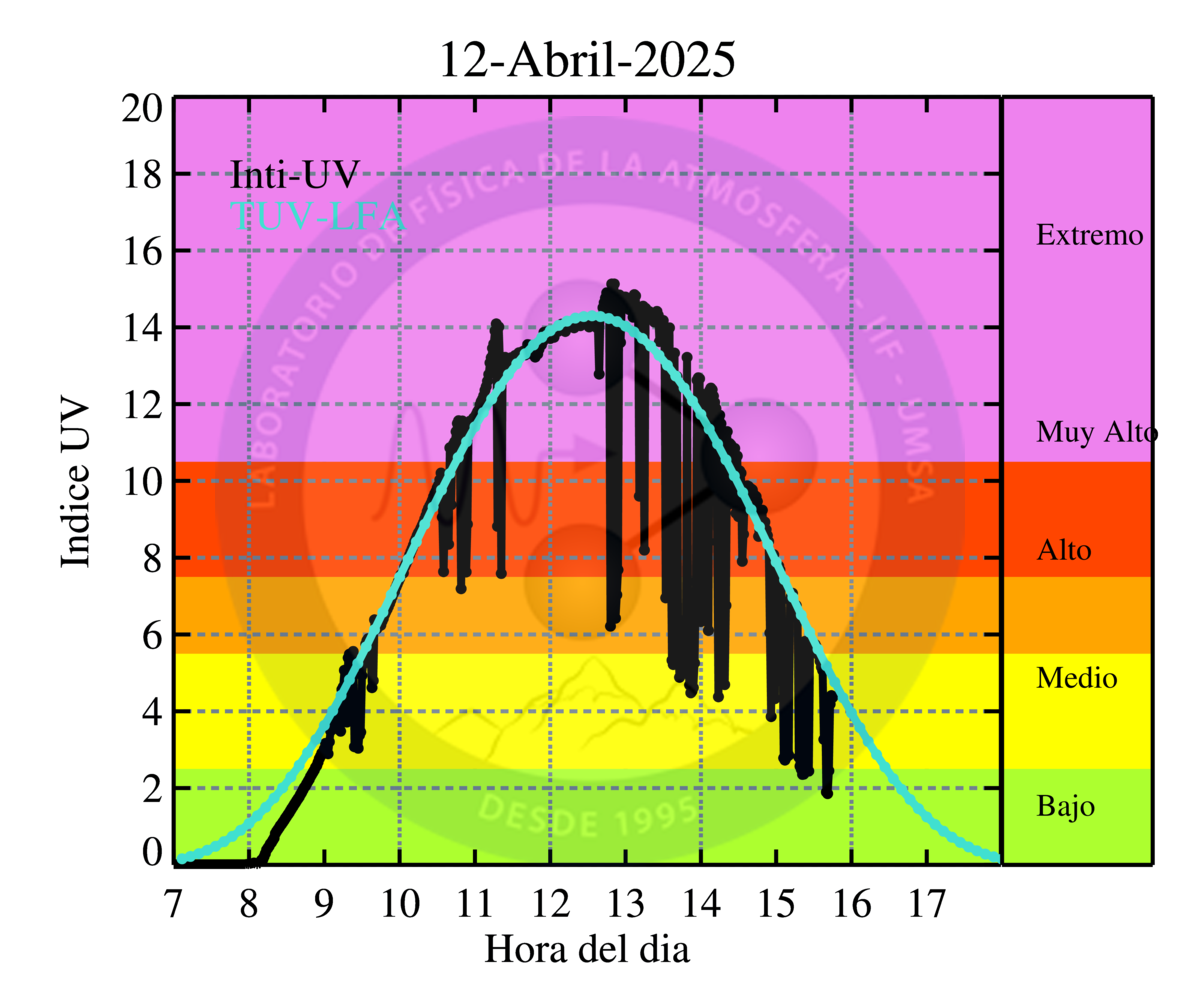 12-Abril-2025
20
18
16
14
12
10
8
6
4
2
0
Indice UV
Inti-UV
TUV-LFA
LABORATORIO DE FÍSICA DE LA ATMÓSFERA - IIF - UMSA
DESDE 1995
Extremo
Muy Alto
Alto
Medio
Bajo
7 8 9 10 11 12 13 14 15 16 17
Hora del dia